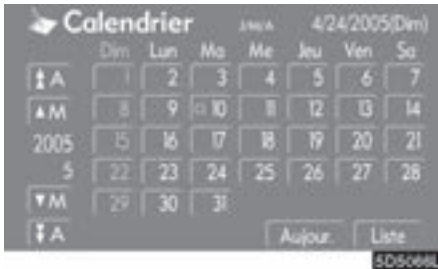 Calendrier J/M/A 4/24/2005(Dim)
Dim Lun Ma Me Jeu Ven Sa
A 1 2 3 4 5 6 7
M 8 9 10 11 12 13 14
2005 15 16 17 18 19 20 21
5 22 23 24 25 26 27 28
M 29 30 31
A Aujour. Liste
5D5066L